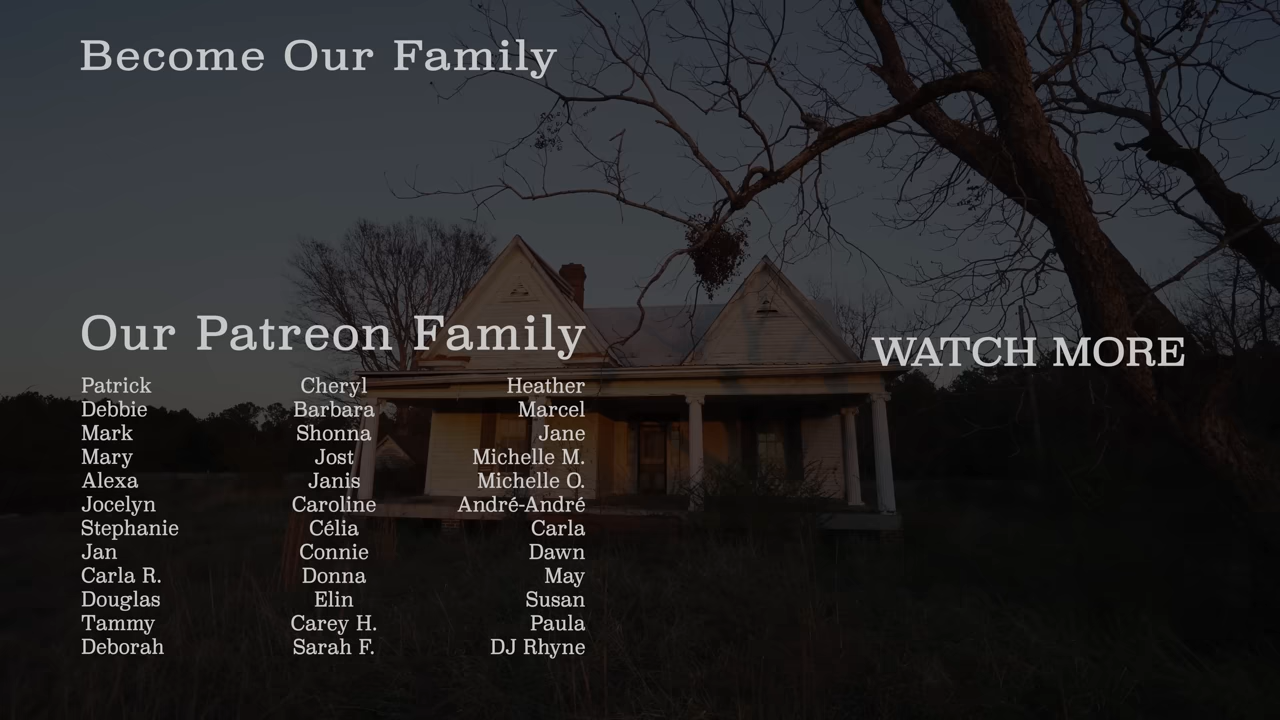 Become Our Family
Our Patreon Family
Patrick
Debbie
Mark
Mary
Alexa
Jocelyn
Stephanie
Jan
Carla R.
Douglas
Tammy
Deborah
Cheryl
Barbara
Shonna
Jost
Janis
Caroline
Célia
Connie
Donna
Elin
Carey H.
Sarah F.
Heather
Marcel
Jane
Michelle M.
Michelle O.
André-André
Carla
Dawn
May
Susan
Paula
DJ Rhyne
WATCH MORE